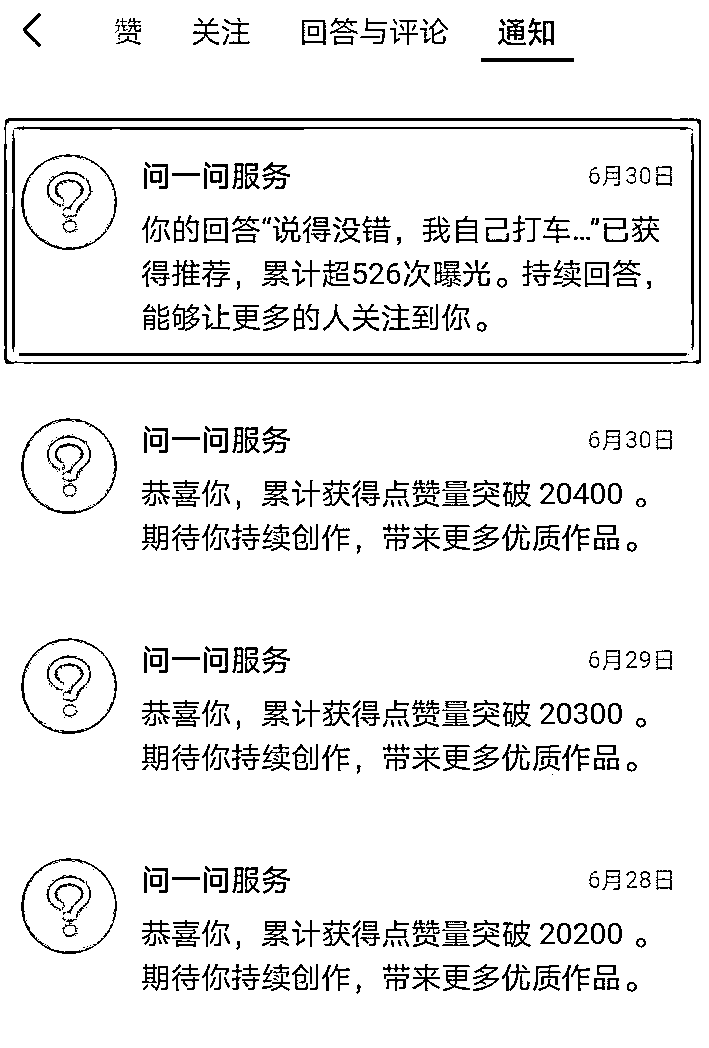 赞 关注 回答与评论 通知
问一问服务 6月30日
你的回答“说得没错，我自己打车...”已获
得推荐，累计超526次曝光。持续回答，
能够让更多的人关注到你。
问一问服务 6月30日
恭喜你，累计获得点赞量突破 20400 。
期待你持续创作，带来更多优质作品。
问一问服务 6月29日
恭喜你，累计获得点赞量突破 20300 。
期待你持续创作，带来更多优质作品。
问一问服务 6月28日
恭喜你，累计获得点赞量突破 20200 。
期待你持续创作，带来更多优质作品。